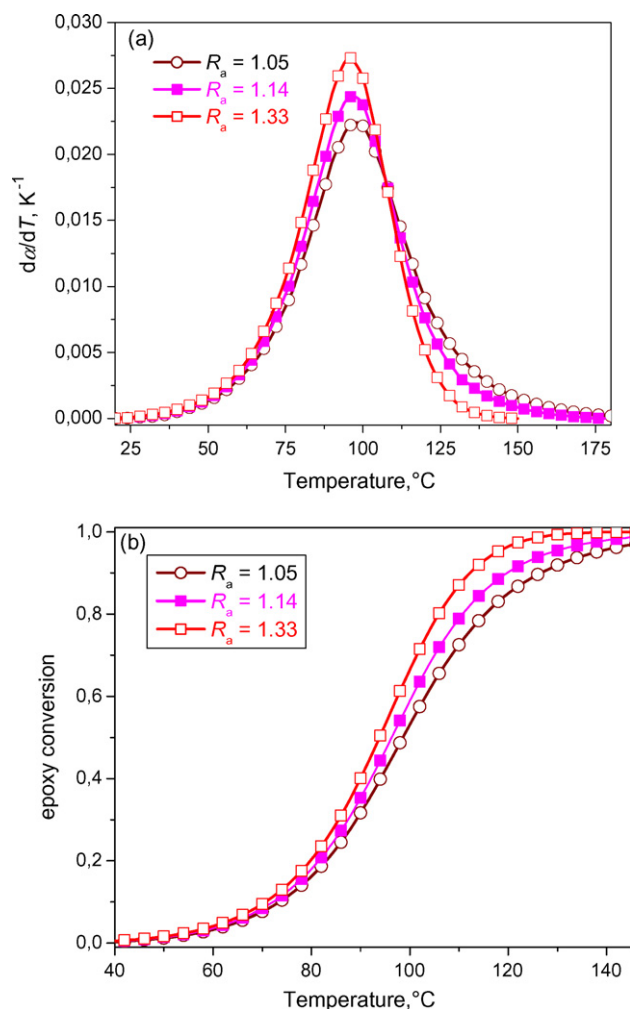 (a)
Rₐ = 1.05
Rₐ = 1.14
Rₐ = 1.33
0,030
0,025
0,020
0,015
0,010
0,005
0,000
dα/dT, K⁻¹
25 50 75 100 125 150 175
Temperature,°C
(b)
Rₐ = 1.05
Rₐ = 1.14
Rₐ = 1.33
1,0
0,8
0,6
0,4
0,2
0,0
epoxy conversion
40 60 80 100 120 140
Temperature,°C